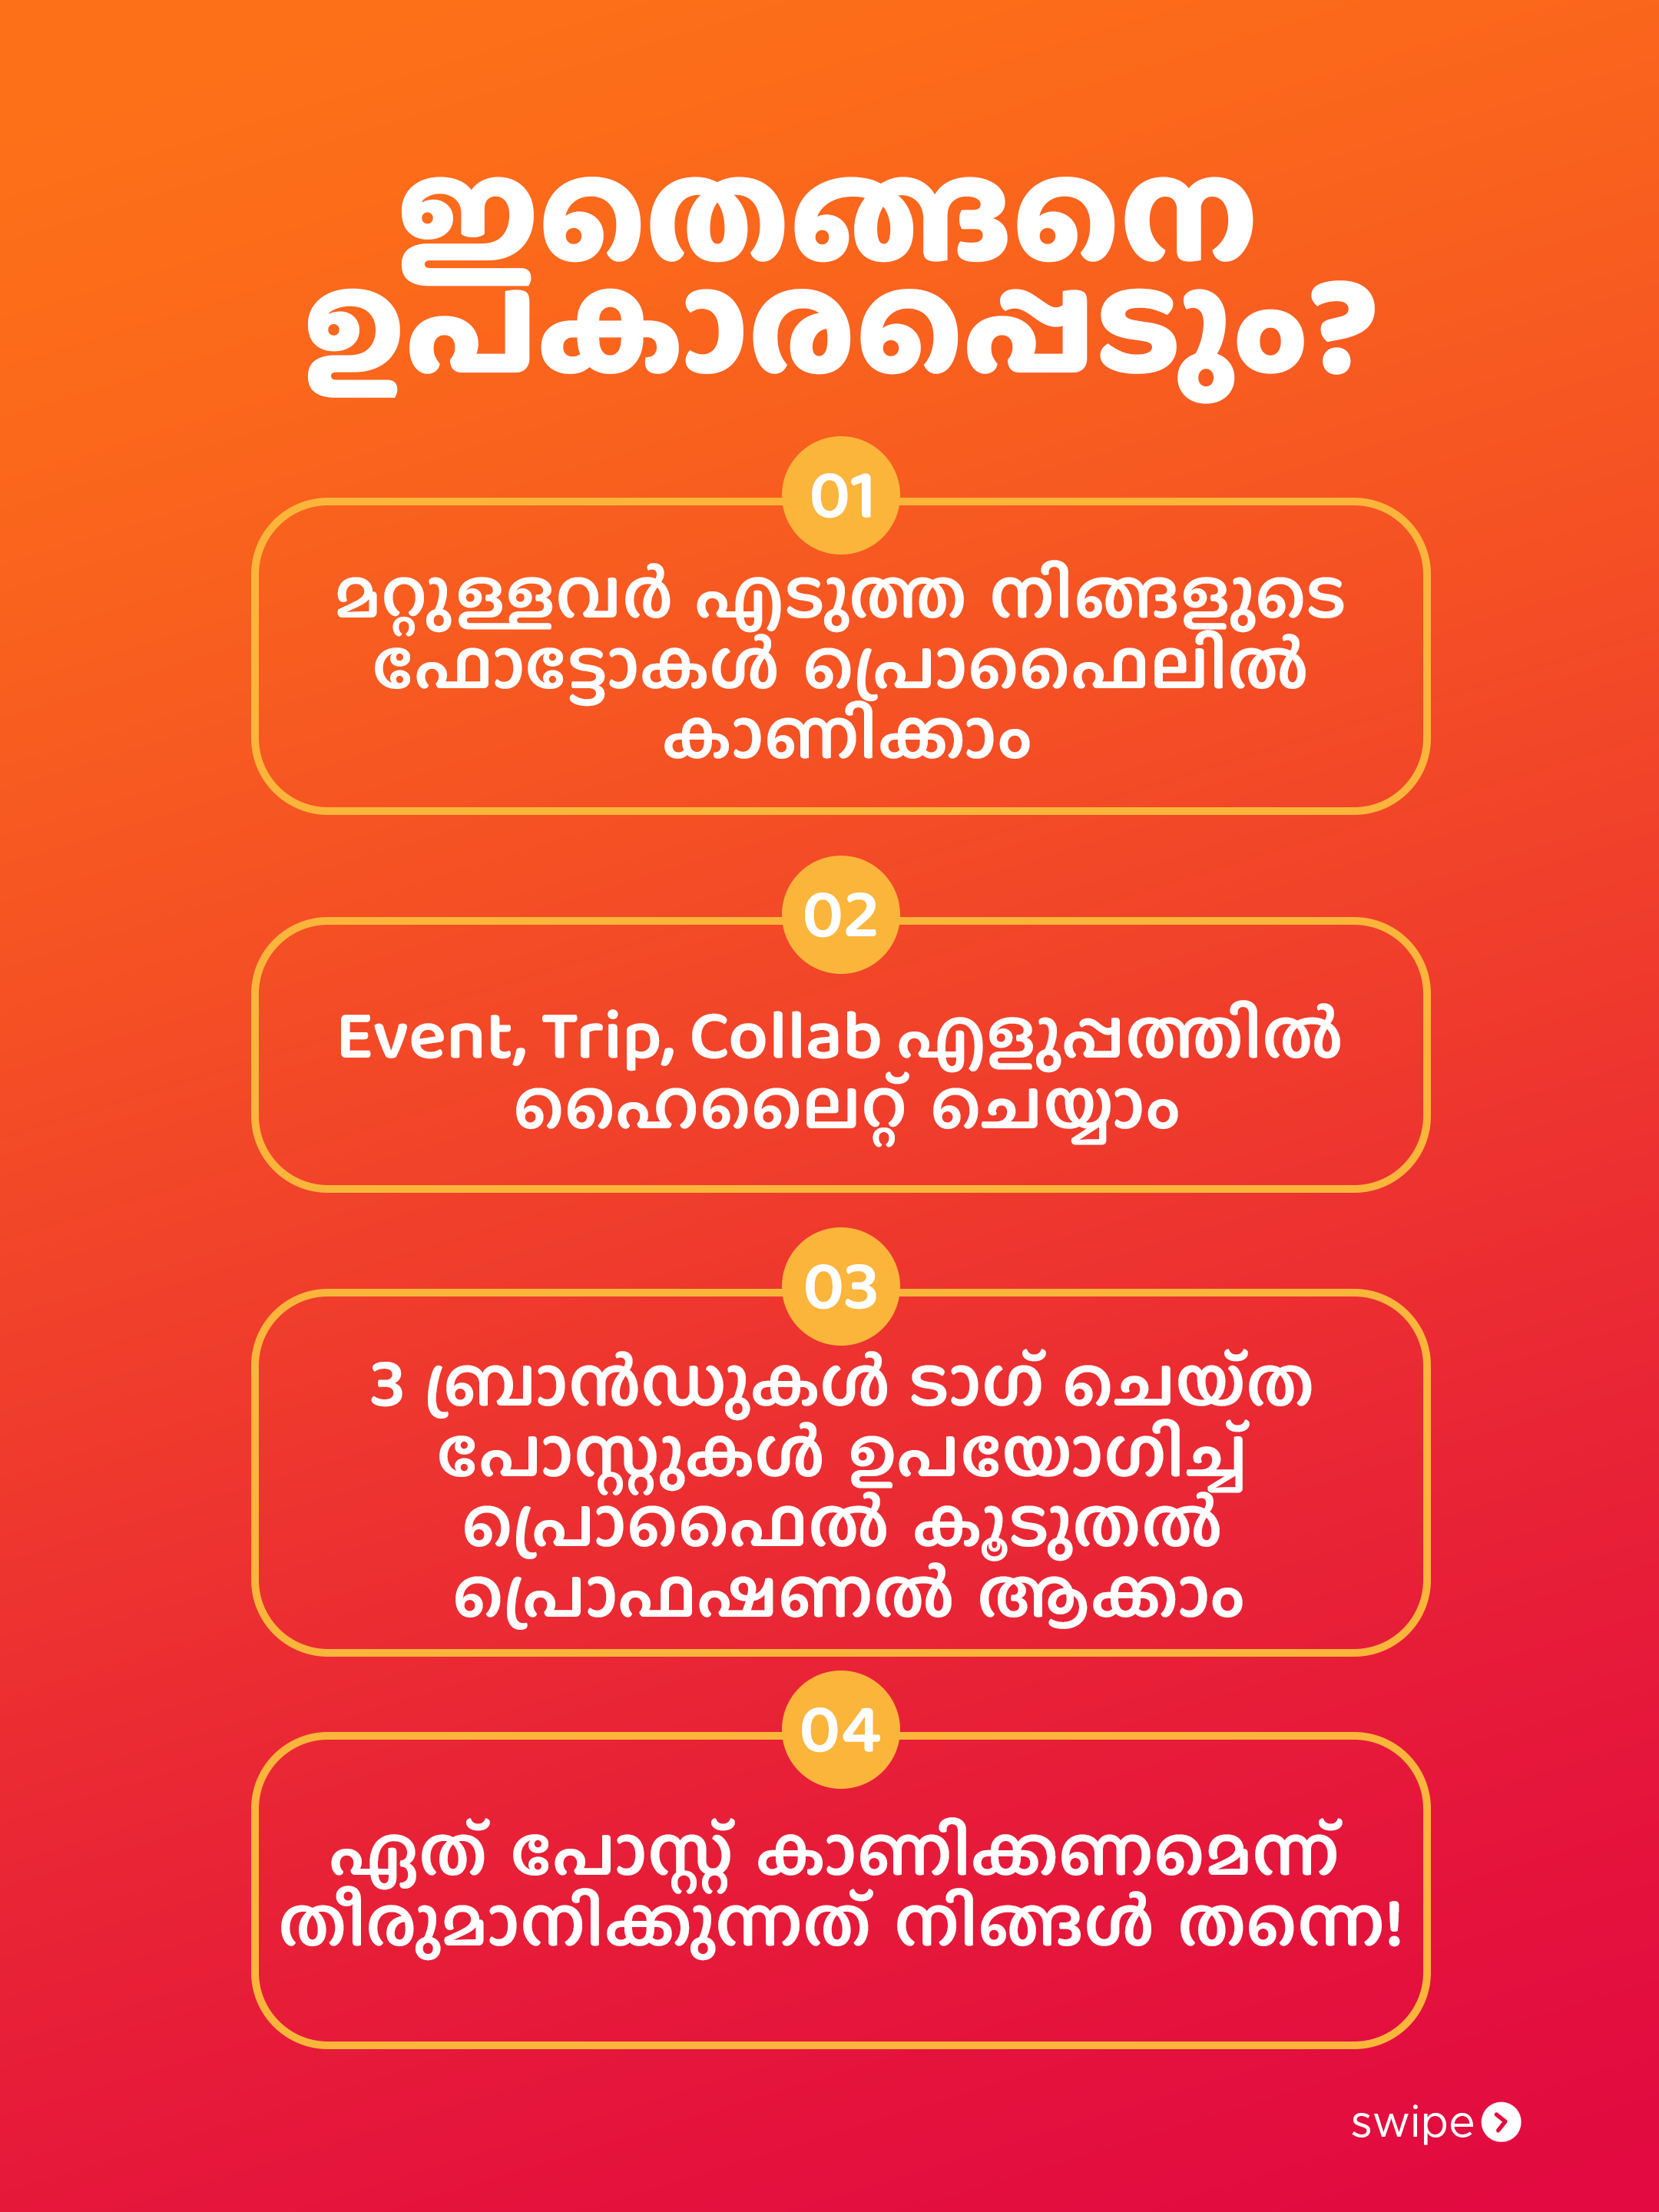 ഇതെങ്ങനെ
ഉപകാരപ്പെടും?
01
മറ്റുള്ളവർ എടുത്ത നിങ്ങളുടെ
ഫോട്ടോകൾ പ്രൊഫൈലിൽ
കാണിക്കാം
02
Event, Trip, Collab എളുപ്പത്തിൽ
ഹൈലൈറ്റ് ചെയ്യാം
03
3 ബ്രാൻഡുകൾ ടാഗ് ചെയ്ത
പോസ്റ്റുകൾ ഉപയോഗിച്ച്
പ്രൊഫൈൽ കൂടുതൽ
പ്രൊഫഷണൽ ആക്കാം
04
ഏത് പോസ്റ്റ് കാണിക്കണമെന്ന്
തീരുമാനിക്കുന്നത് നിങ്ങൾ തന്നെ!
swipe